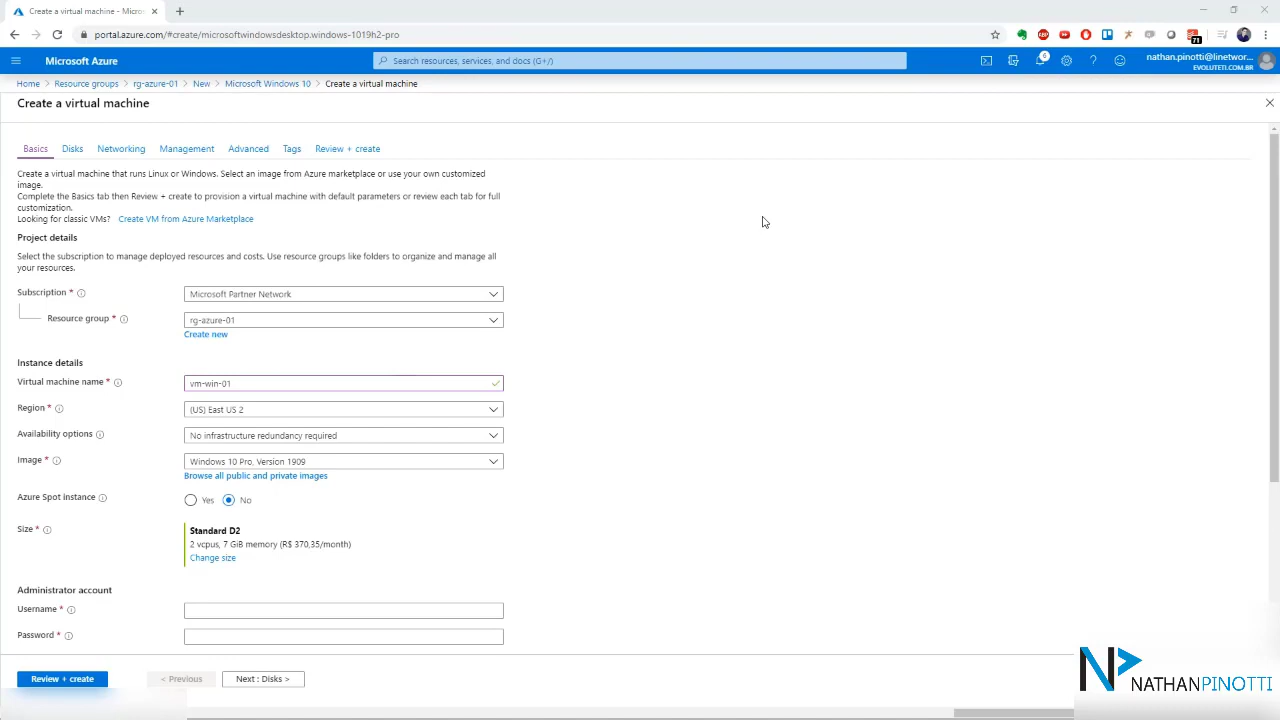 Create a virtual machine - Micros
portal.azure.com/#create/microsoftwindowsdesktop.windows-1019h2-pro
71
Microsoft Azure
Search resources, services, and docs (G+/)
6
nathan.pinotti@linetwor...
EVOLUTETI.COM.BR
Home > Resource groups > rg-azure-01 > New > Microsoft Windows 10 > Create a virtual machine
Create a virtual machine
Basics Disks Networking Management Advanced Tags Review + create
Create a virtual machine that runs Linux or Windows. Select an image from Azure marketplace or use your own customized
image.
Complete the Basics tab then Review + create to provision a virtual machine with default parameters or review each tab for full
customization.
Looking for classic VMs? Create VM from Azure Marketplace
Project details
Select the subscription to manage deployed resources and costs. Use resource groups like folders to organize and manage all
your resources.
Subscription * Microsoft Partner Network
Resource group * rg-azure-01
Create new
Instance details
Virtual machine name * vm-win-01
Region * (US) East US 2
Availability options No infrastructure redundancy required
Image * Windows 10 Pro, Version 1909
Browse all public and private images
Azure Spot instance Yes No
Size * Standard D2
2 vcpus, 7 GiB memory (R$ 370,35/month)
Change size
Administrator account
Username *
Password *
Review + create < Previous Next : Disks >
NATHANPINOTTI